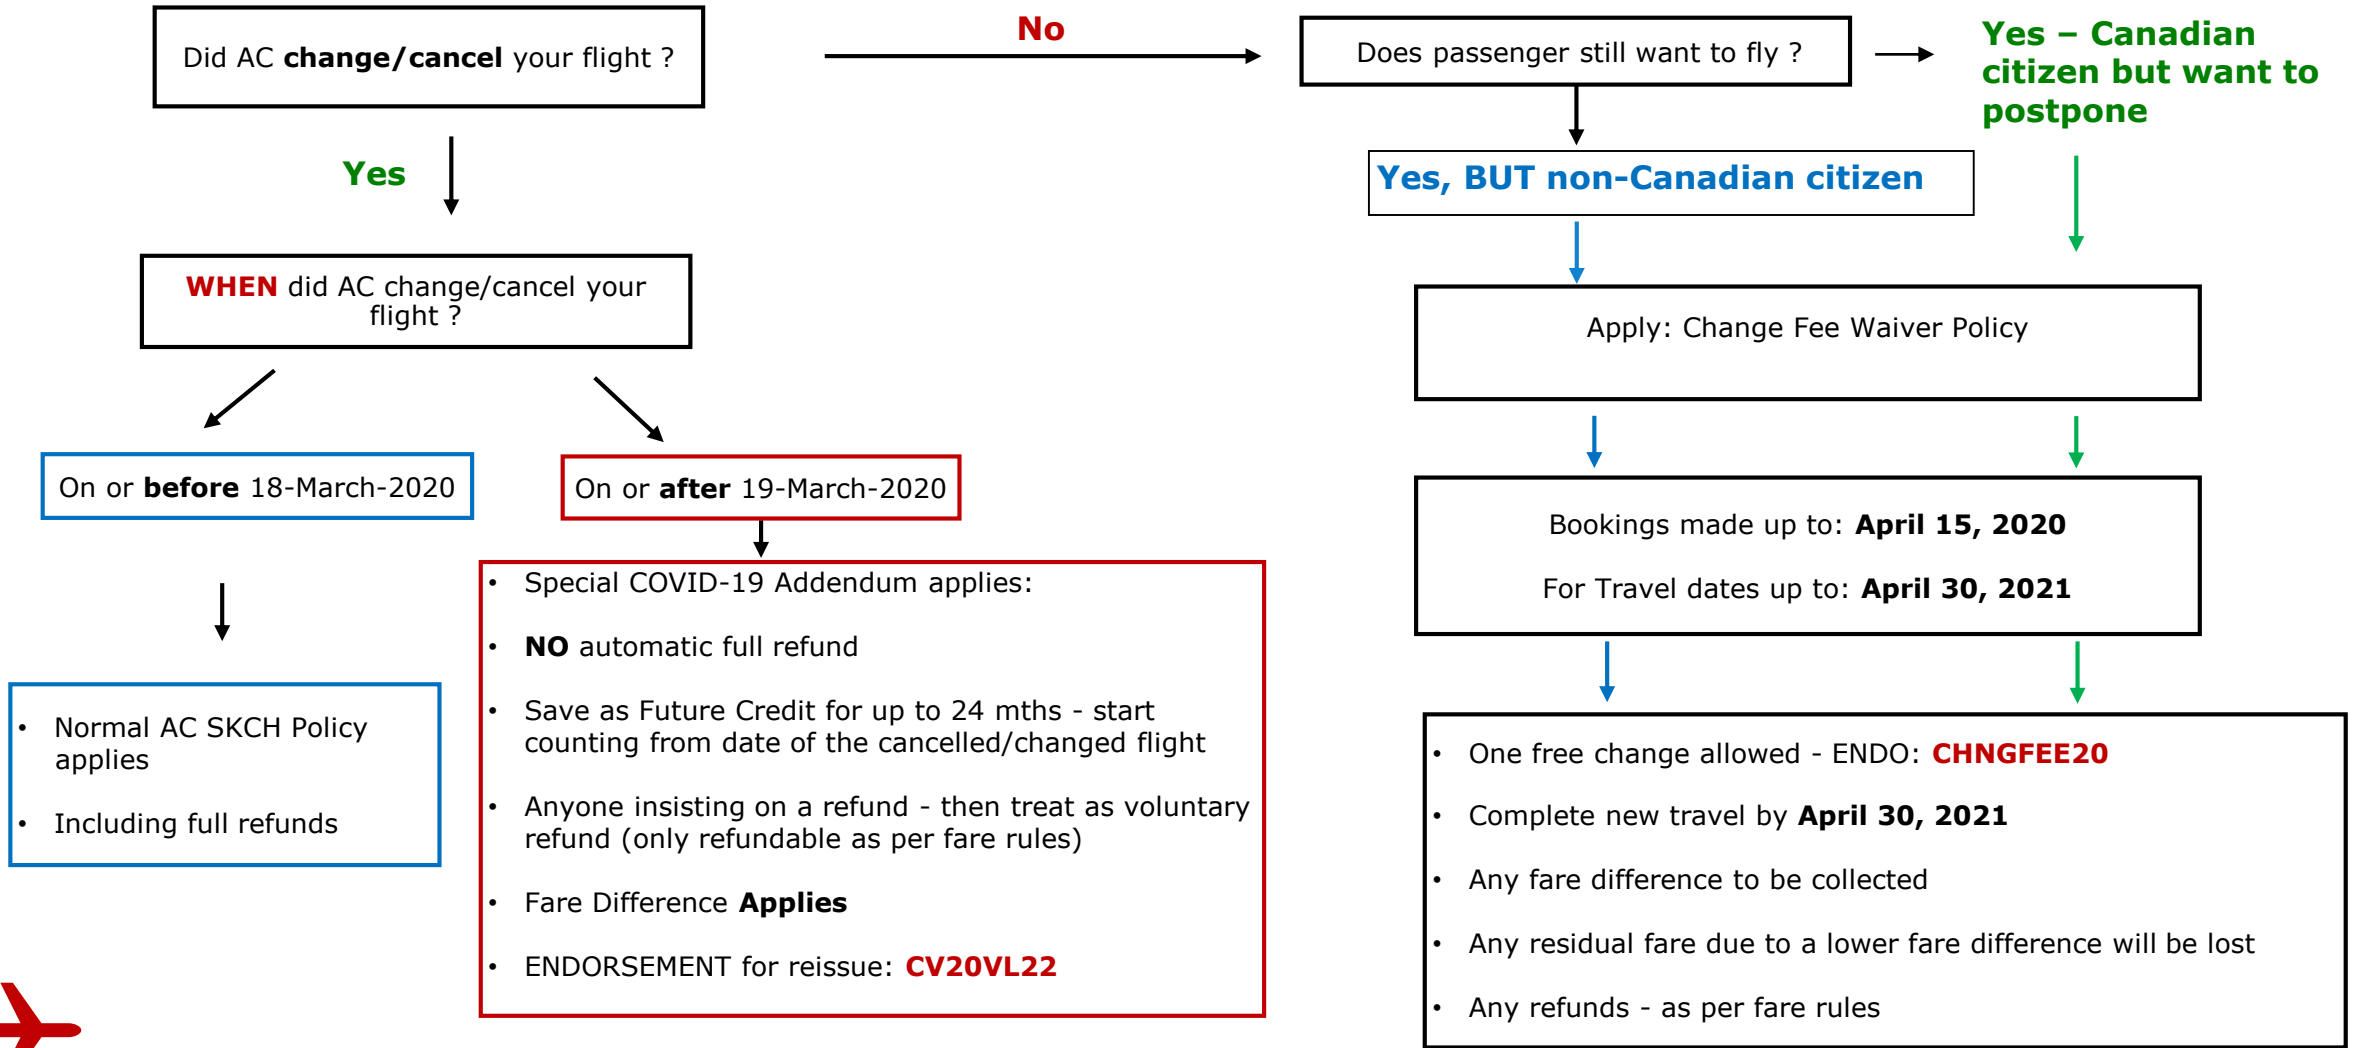 Did AC change/cancel your flight ?
No
Does passenger still want to fly ?
Yes – Canadian
citizen but want to
postpone
Yes
Yes, BUT non-Canadian citizen
WHEN did AC change/cancel your
flight ?
Apply: Change Fee Waiver Policy
On or before 18-March-2020
On or after 19-March-2020
Bookings made up to: April 15, 2020
For Travel dates up to: April 30, 2021
• Normal AC SKCH Policy
applies
• Including full refunds
• Special COVID-19 Addendum applies:
• NO automatic full refund
• Save as Future Credit for up to 24 mths - start
counting from date of the cancelled/changed flight
• Anyone insisting on a refund - then treat as voluntary
refund (only refundable as per fare rules)
• Fare Difference Applies
• ENDORSEMENT for reissue: CV20VL22
• One free change allowed - ENDO: CHNGFEE20
• Complete new travel by April 30, 2021
• Any fare difference to be collected
• Any residual fare due to a lower fare difference will be lost
• Any refunds - as per fare rules